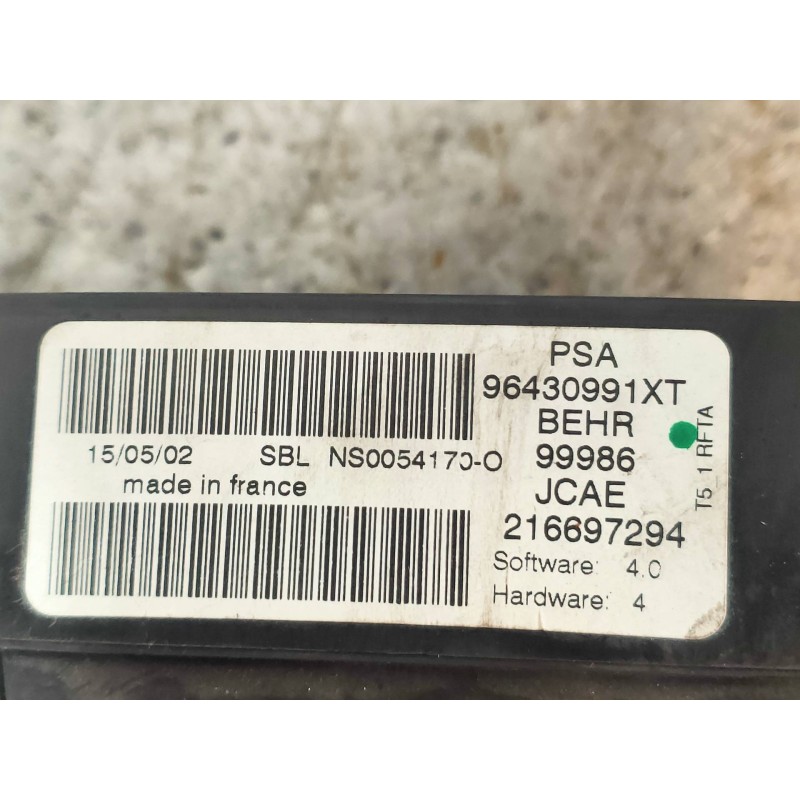 PSA
96430991XT
BEHR
99986
JCAE
216697294
Software: 4.0
Hardware: 4
15/05/02 SBL NS0054170-O
made in france
T5.1 RFTA